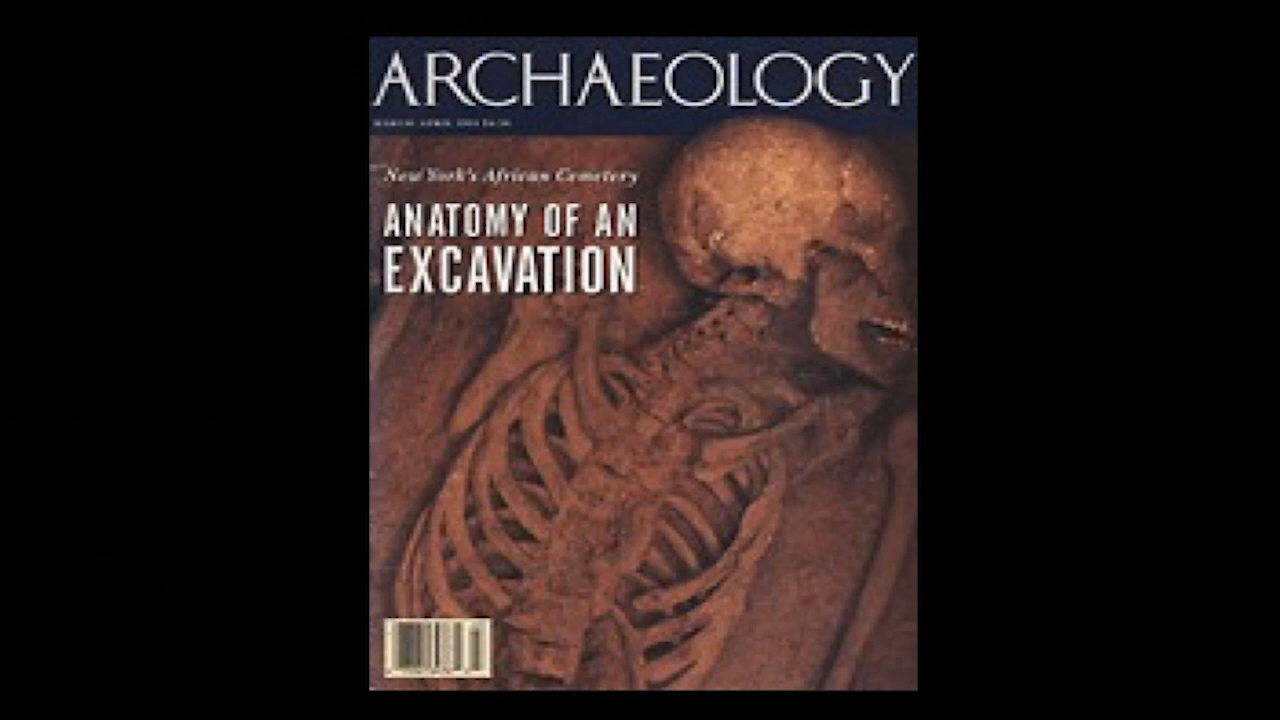 ARCHAEOLOGY
New York's African Cemetery
ANATOMY OF AN
EXCAVATION